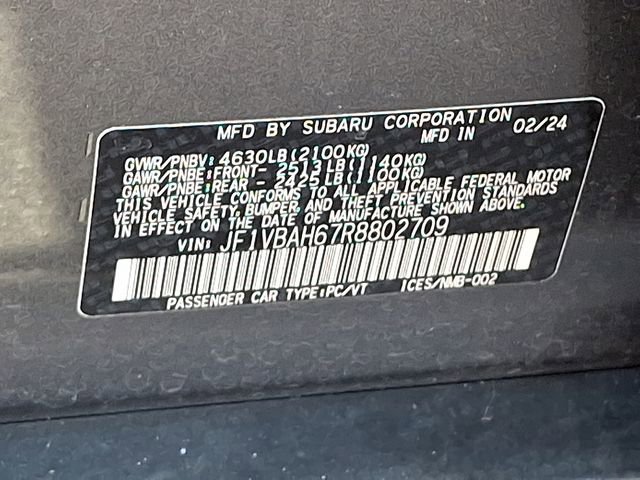 MFD BY SUBARU CORPORATION
MFD IN 02/24
GVWR/PNBV: 4630LB(2100KG)
GAWR/PNBE:FRONT- 2513LB(1140KG)
GAWR/PNBE:REAR - 2425LB(1100KG)
THIS VEHICLE CONFORMS TO ALL APPLICABLE FEDERAL MOTOR
VEHICLE SAFETY, BUMPER AND THEFT PREVENTION STANDARDS
IN EFFECT ON THE DATE OF MANUFACTURE SHOWN ABOVE.
VIN: JF1VBAH67R8802709
PASSENGER CAR TYPE:PC/VT ICES/NMB-002